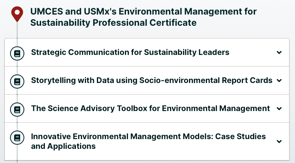 UMCES and USMx's Environmental Management for
Sustainability Professional Certificate
Strategic Communication for Sustainability Leaders
Storytelling with Data using Socio-environmental Report Cards
The Science Advisory Toolbox for Environmental Management
Innovative Environmental Management Models: Case Studies
and Applications